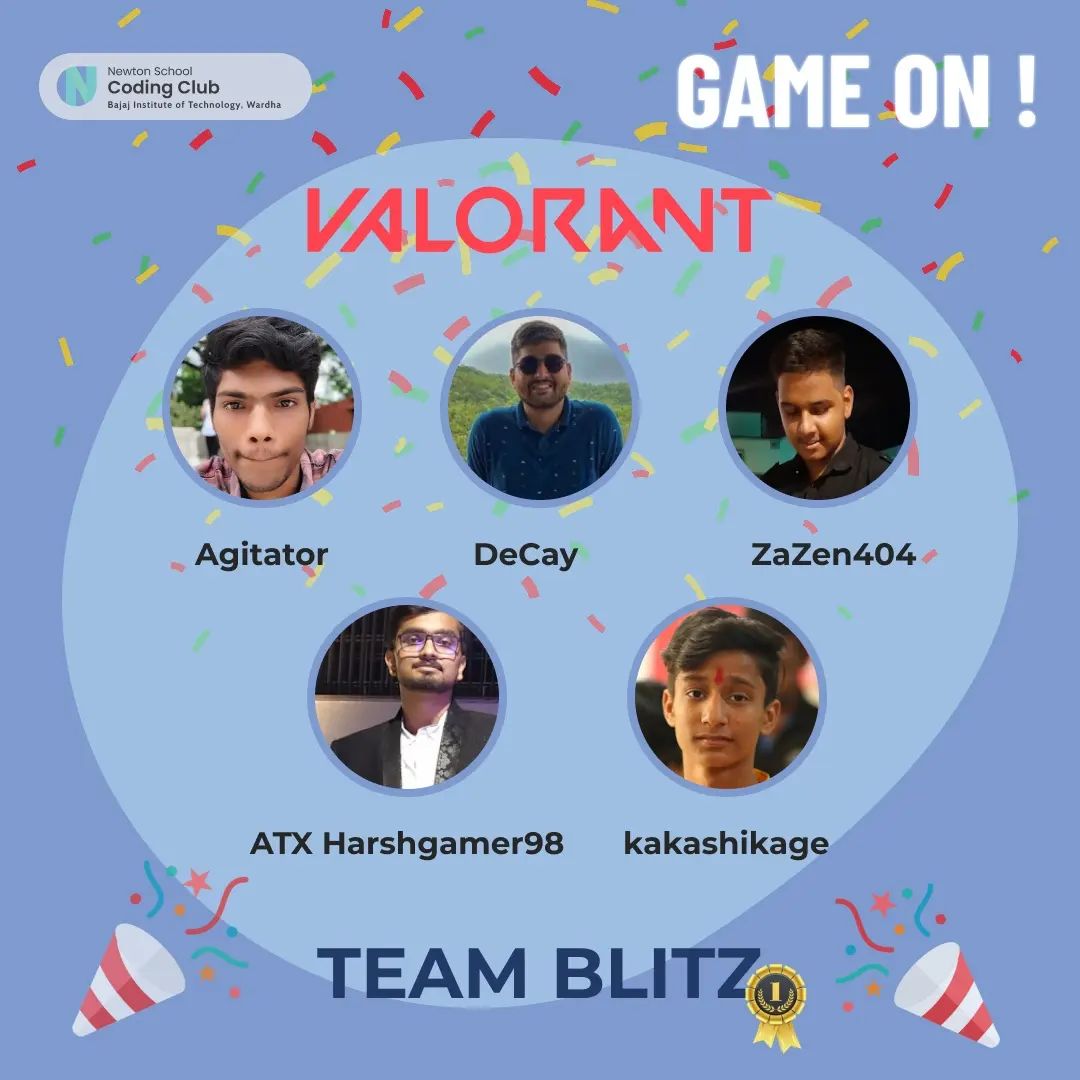 Newton School
Coding Club
Bajaj Institute of Technology, Wardha
GAME ON !
VALORANT
Agitator
DeCay
ZaZen404
ATX Harshgamer98
kakashikage
TEAM BLITZ
1